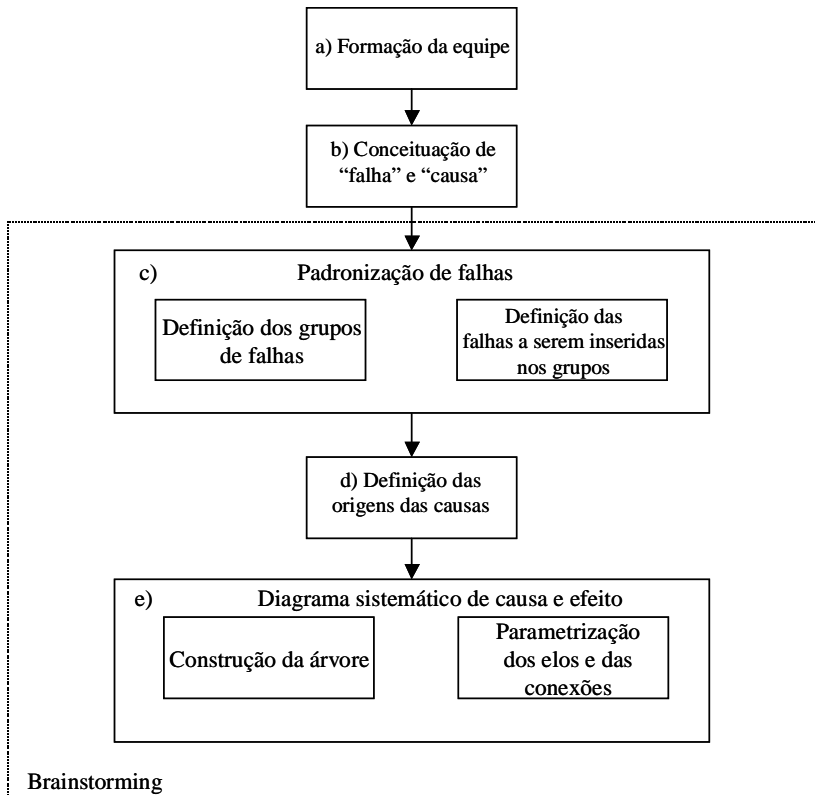 a) Formação da equipe
b) Conceituação de
“falha” e “causa”
c) Padronização de falhas
Definição dos grupos
de falhas
Definição das
falhas a serem inseridas
nos grupos
d) Definição das
origens das causas
e) Diagrama sistemático de causa e efeito
Construção da árvore
Parametrização
dos elos e das
conexões
Brainstorming